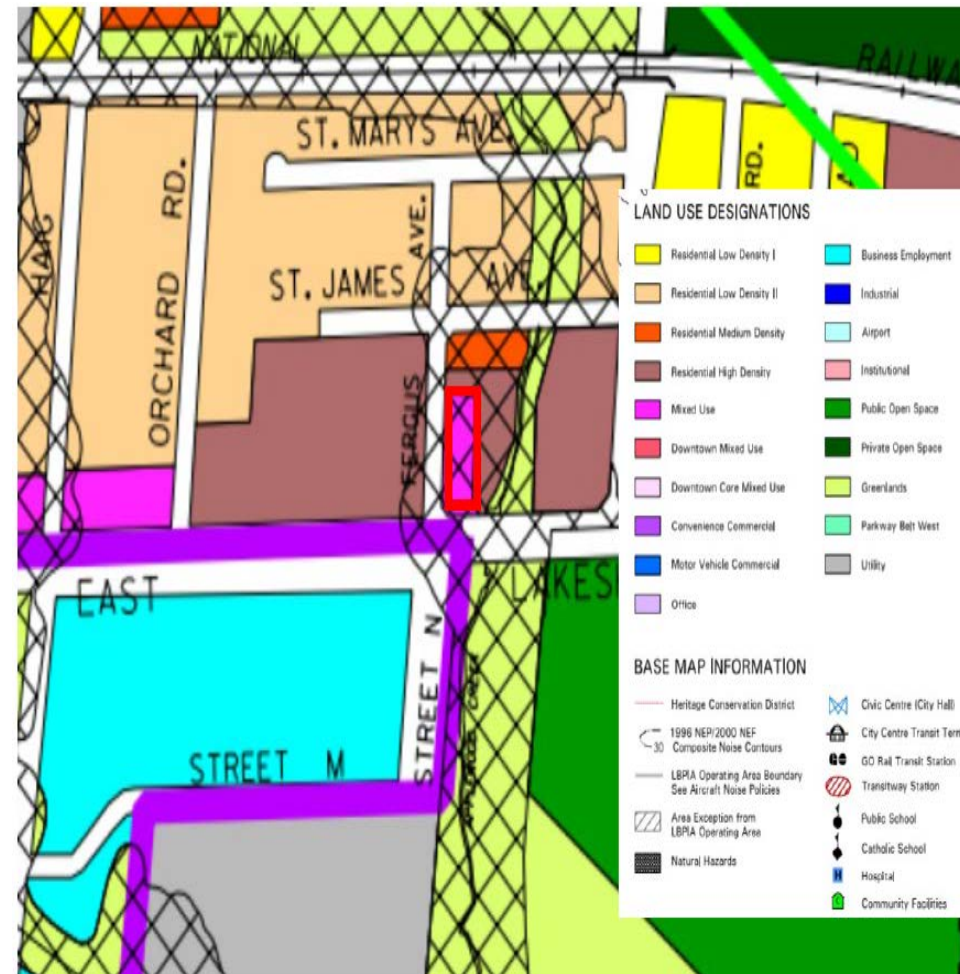 NATIONAL
RAILWA
ST. MARYS AVE.
RD.
RD.
HAIG
ORCHARD
AVE.
ST. JAMES AVE.
FERGUS
EAST
LAKESH
STREET N
STREET M
LAND USE DESIGNATIONS
Residential Low Density I
Residential Low Density II
Residential Medium Density
Residential High Density
Mixed Use
Downtown Mixed Use
Downtown Core Mixed Use
Convenience Commercial
Motor Vehicle Commercial
Office
Business Employment
Industrial
Airport
Institutional
Public Open Space
Private Open Space
Greenlands
Parkway Belt West
Utility
BASE MAP INFORMATION
Heritage Conservation District
30
1996 NEP/2000 NEF
Composite Noise Contours
LBPIA Operating Area Boundary
See Aircraft Noise Policies
Area Exception from
LBPIA Operating Area
Natural Hazards
Civic Centre (City Hall)
City Centre Transit Term
GO Rail Transit Station
Transitway Station
Public School
Catholic School
H
Hospital
Community Facilities